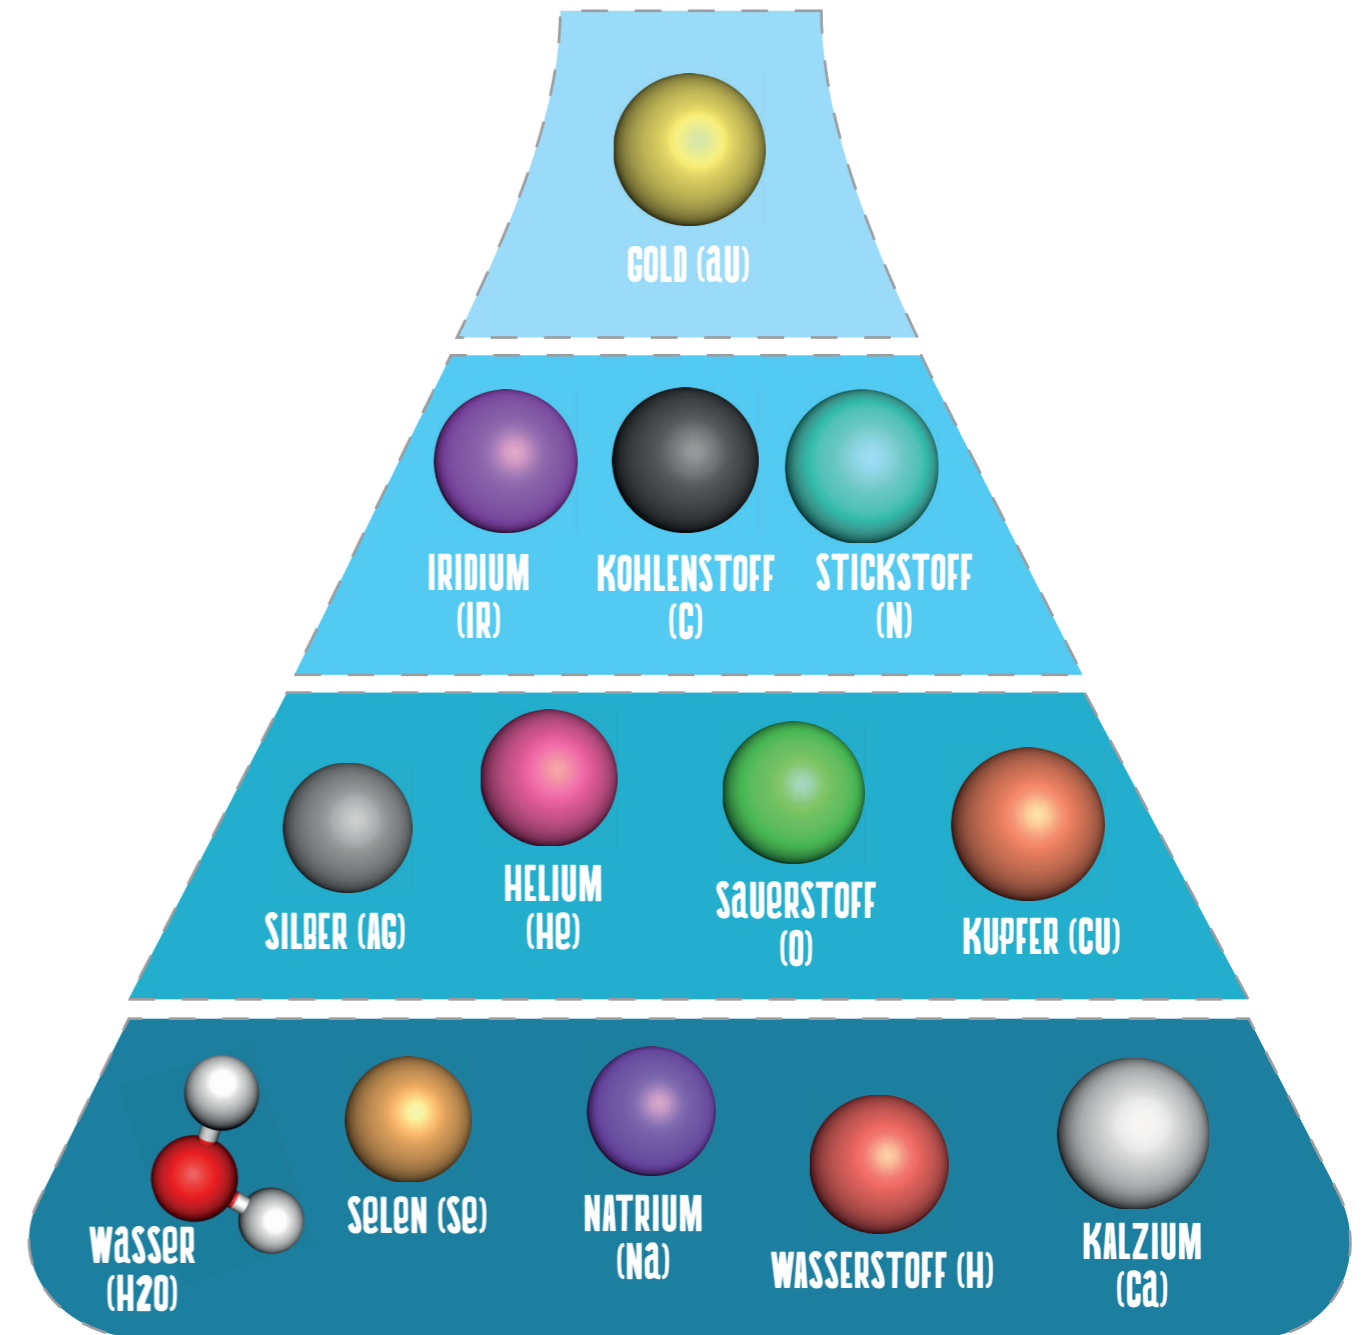 GOLD (aU)
IRIDIUM
(IR)
KOHLENSTOFF
(C)
STICKSTOFF
(N)
SILBER (AG)
HELIUM
(He)
SaUeRSTOFF
(O)
KUPFER (CU)
WaSSeR
(H2O)
SeLeN (Se)
NATRIUM
(Na)
WASSERSTOFF (H)
KALZIUM
(Ca)